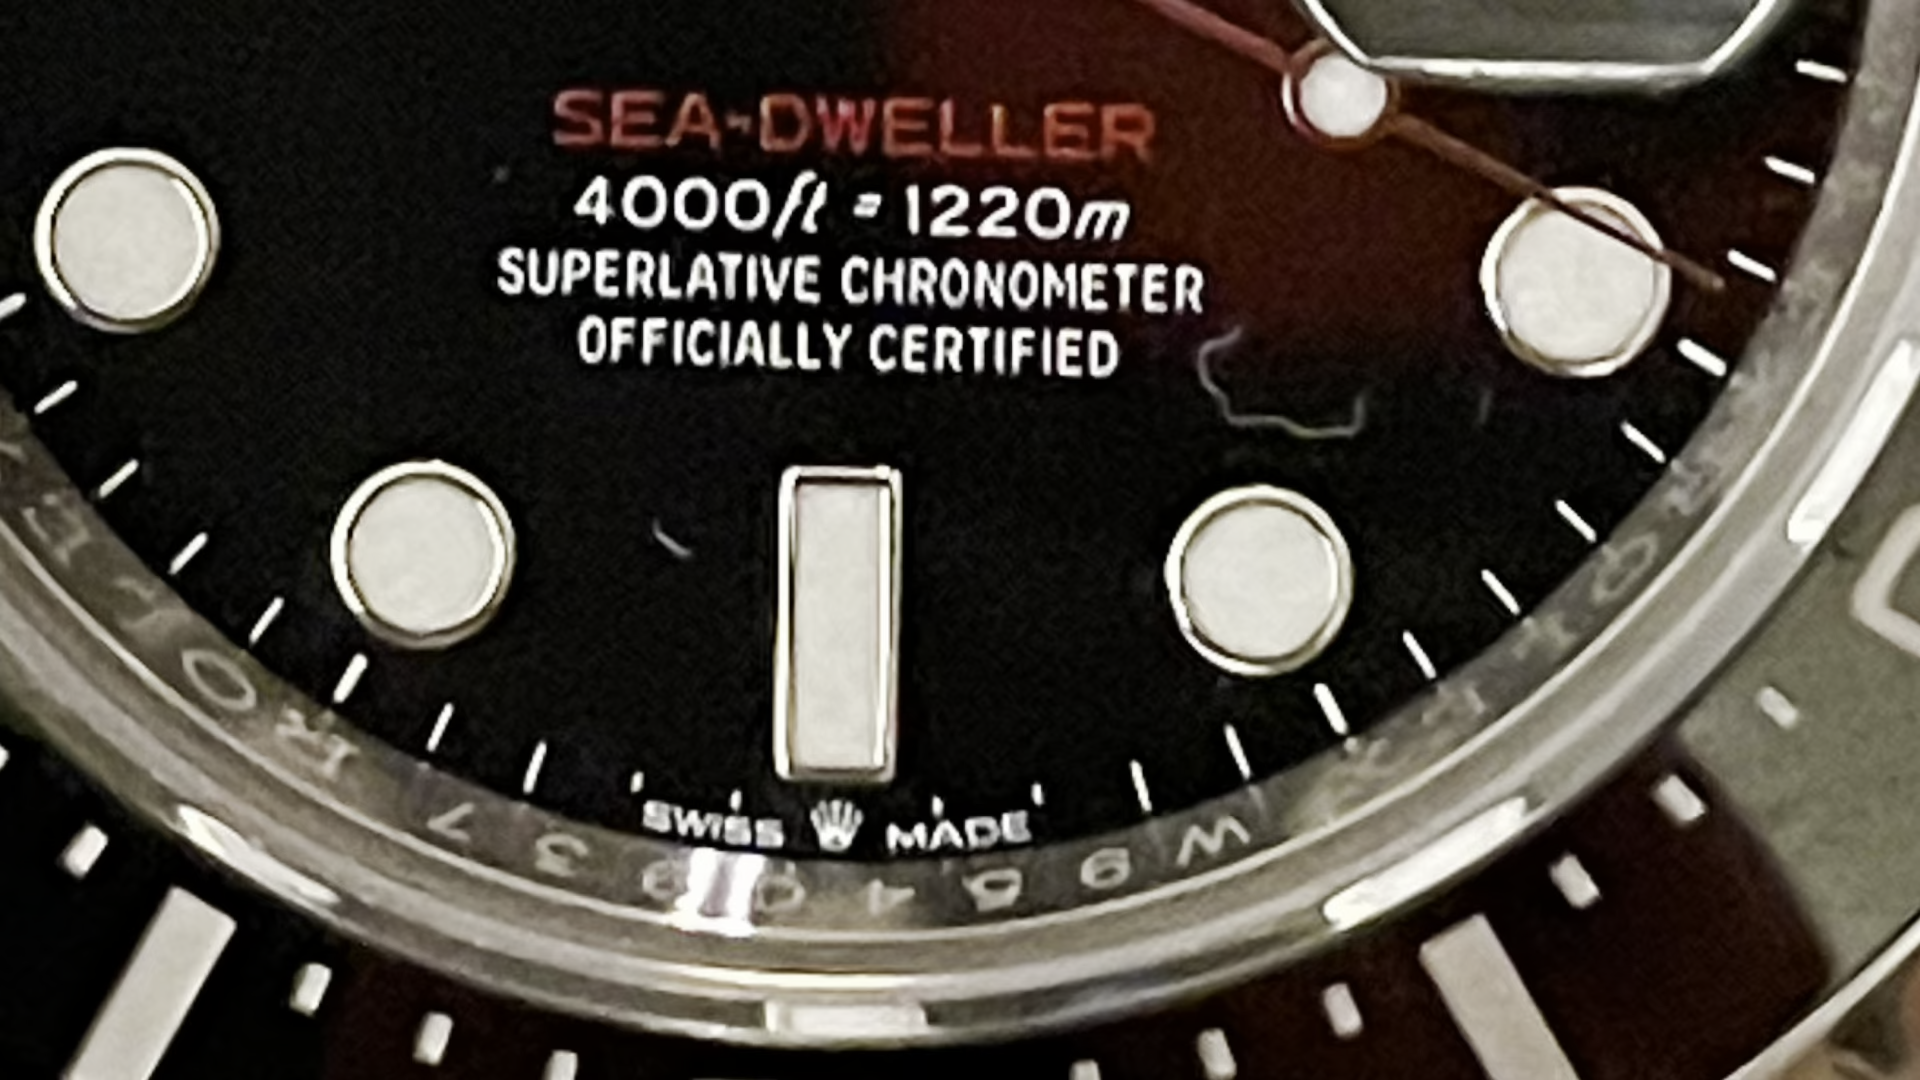 SEA-DWELLER
4000ft = 1220m
SUPERLATIVE CHRONOMETER
OFFICIALLY CERTIFIED
SWISS MADE